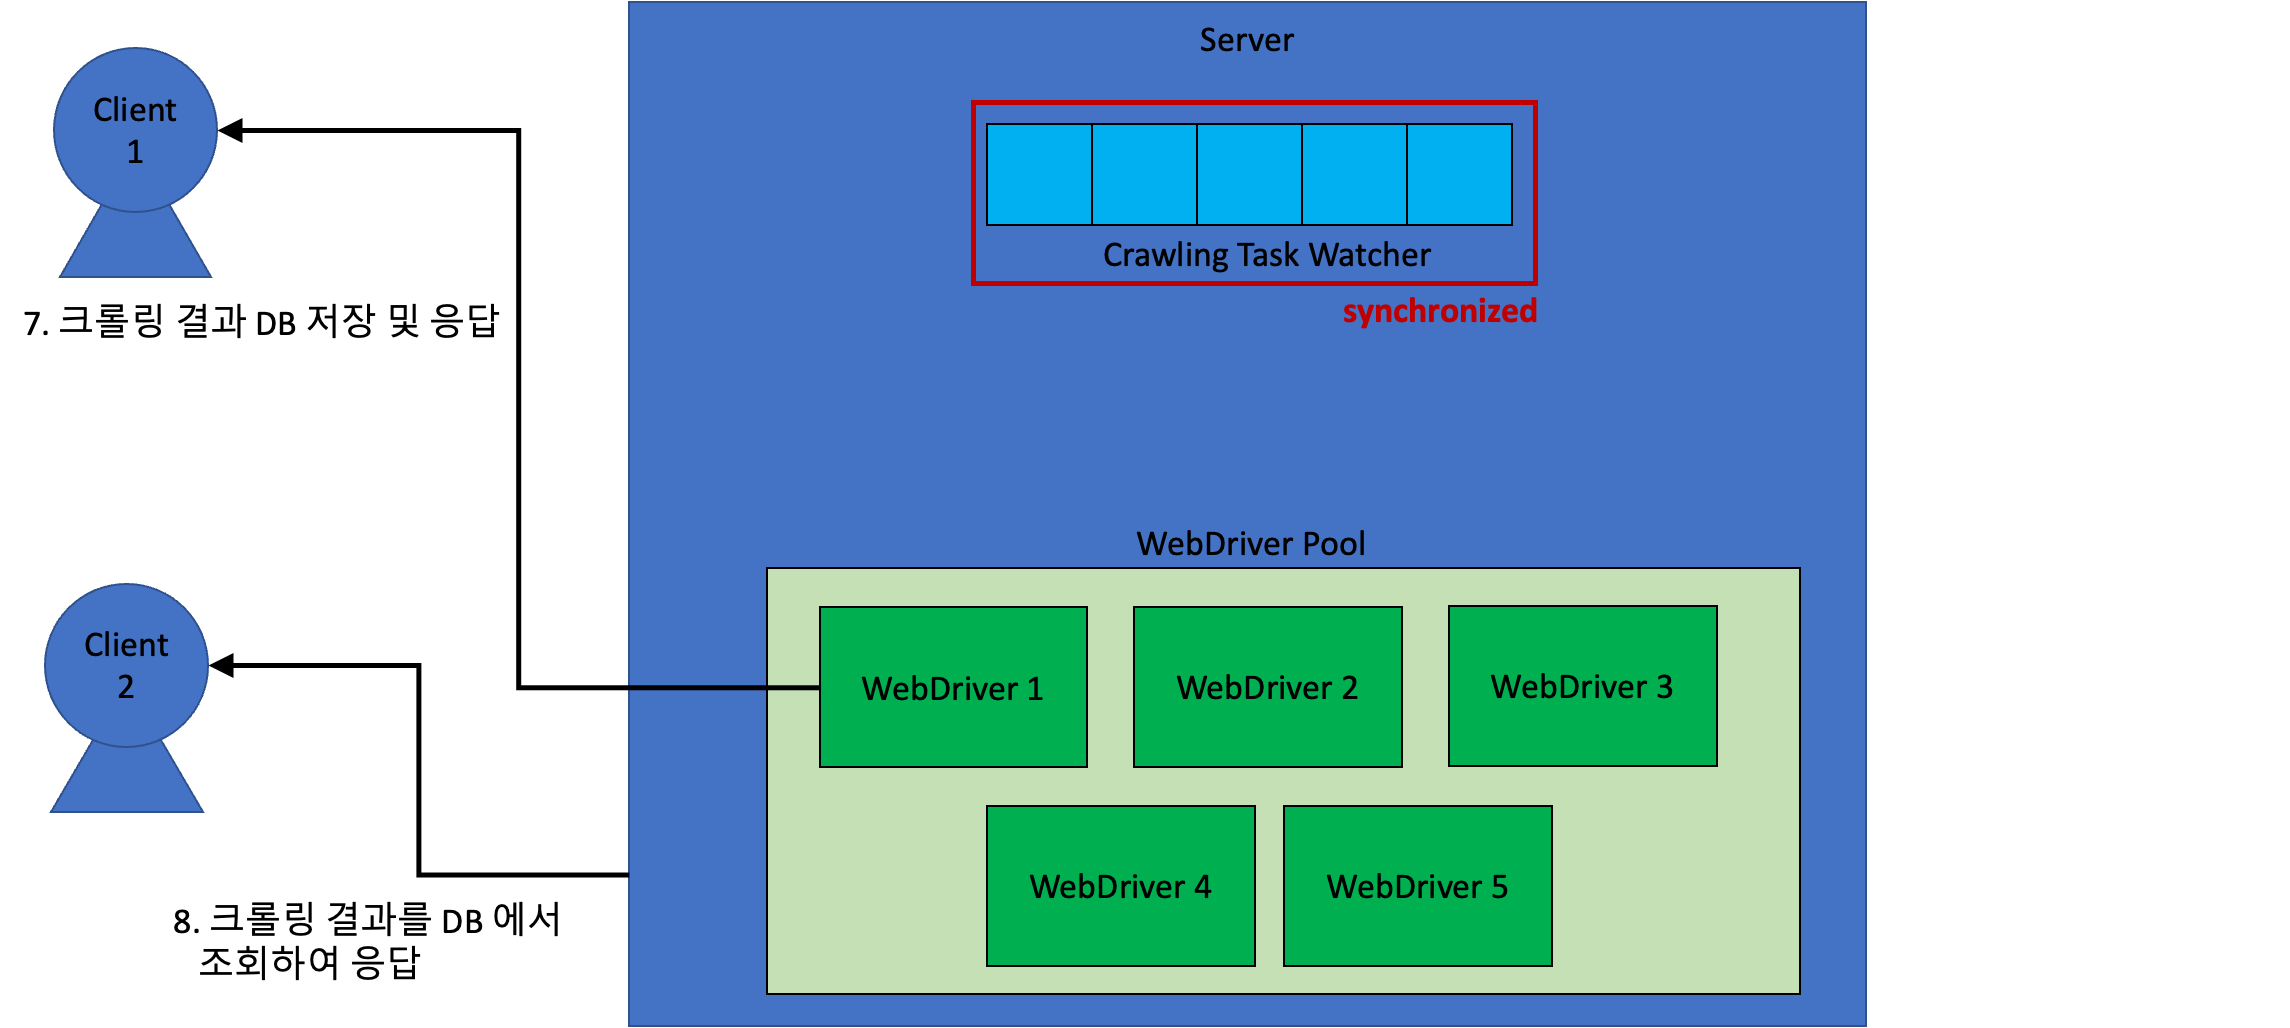 Server
Client
1
Crawling Task Watcher
synchronized
7. 크롤링 결과 DB 저장 및 응답
WebDriver Pool
Client
2
WebDriver 1
WebDriver 2
WebDriver 3
WebDriver 4
WebDriver 5
8. 크롤링 결과를 DB 에서
조회하여 응답